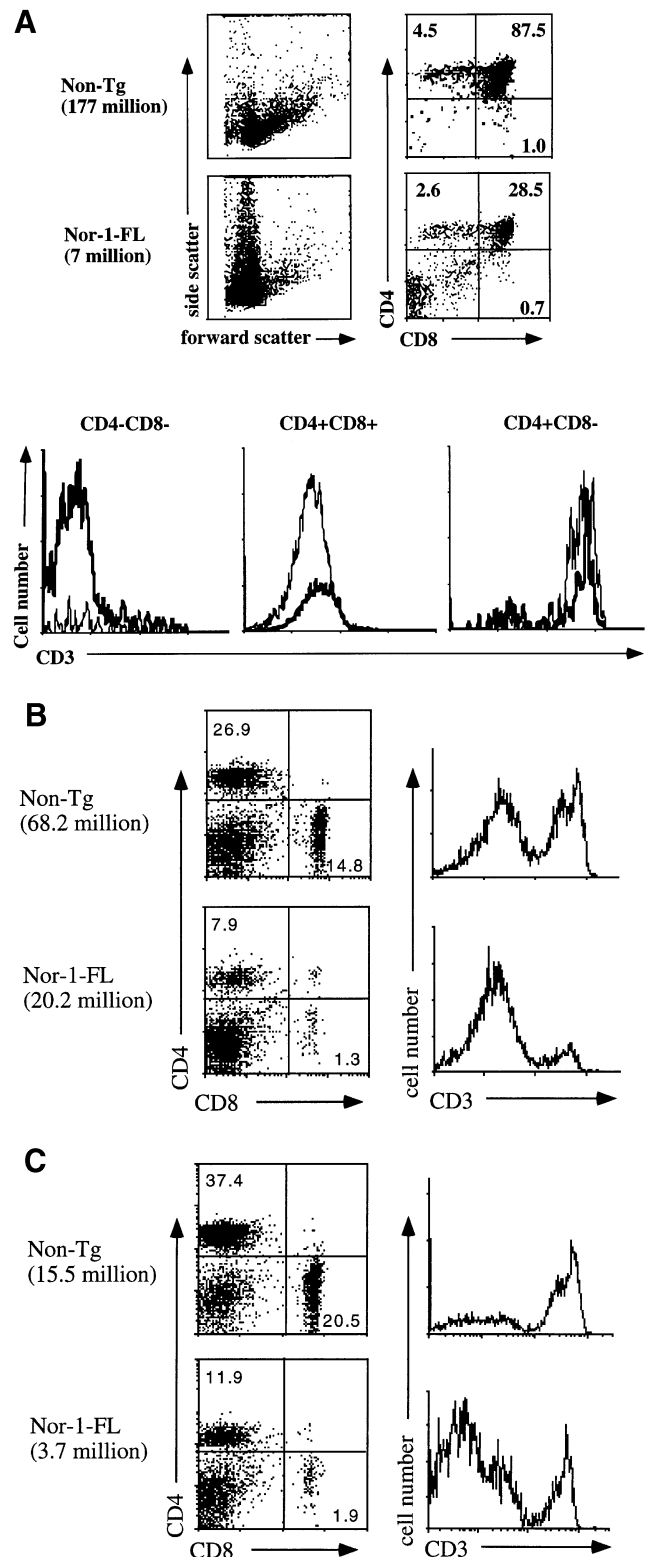 A
Non-Tg
(177 million)
4.5
87.5
1.0
Nor-1-FL
(7 million)
2.6
28.5
0.7
side scatter
forward scatter
CD4
CD8
CD4-CD8-
CD4+CD8+
CD4+CD8-
Cell number
CD3
B
Non-Tg
(68.2 million)
26.9
14.8
Nor-1-FL
(20.2 million)
7.9
1.3
CD4
CD8
cell number
CD3
C
Non-Tg
(15.5 million)
37.4
20.5
Nor-1-FL
(3.7 million)
11.9
1.9
CD4
CD8
cell number
CD3